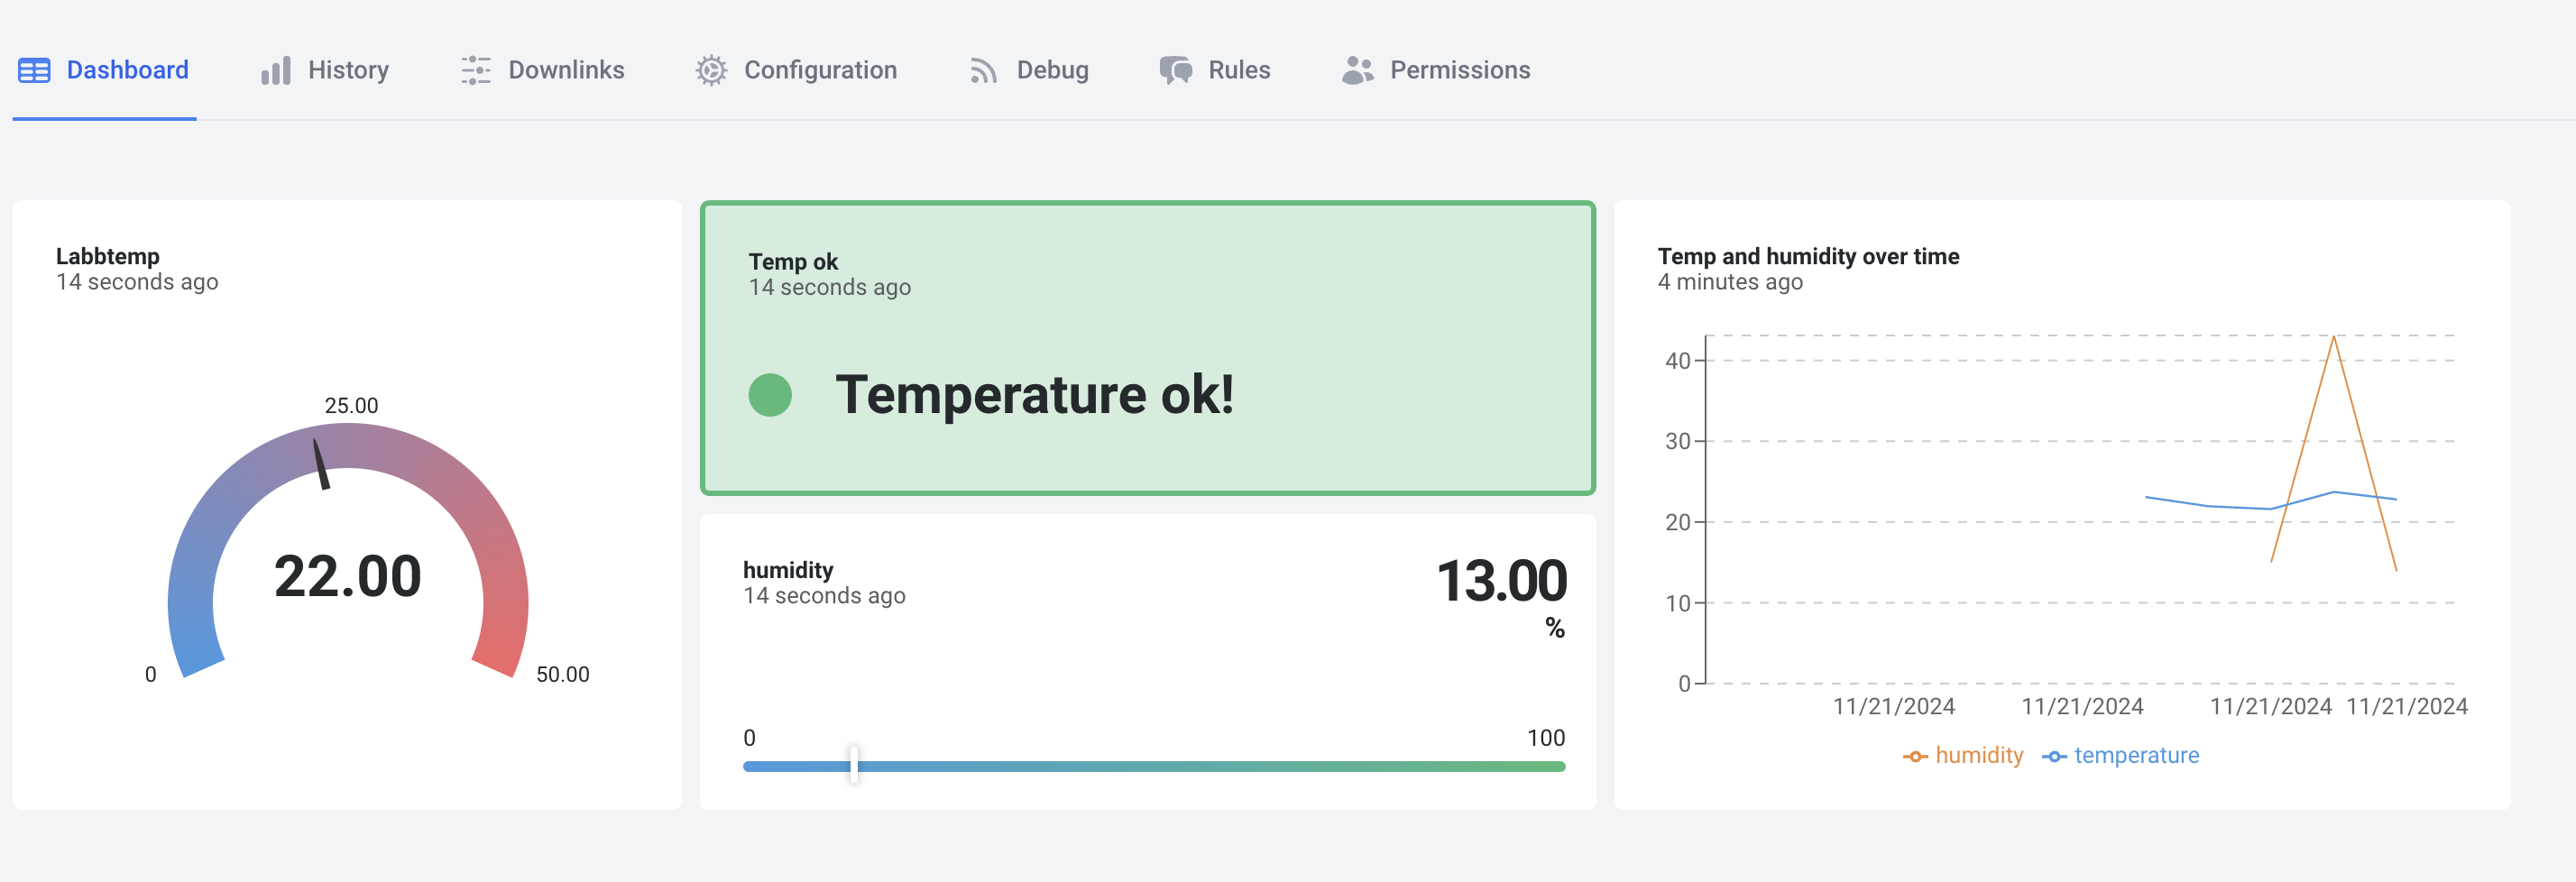 Dashboard History Downlinks Configuration Debug Rules Permissions
Labbtemp
14 seconds ago
25.00
22.00
0
50.00
Temp ok
14 seconds ago
Temperature ok!
humidity
14 seconds ago
13.00
%
0 100
Temp and humidity over time
4 minutes ago
40
30
20
10
0
11/21/2024 11/21/2024 11/21/2024 11/21/2024
humidity temperature